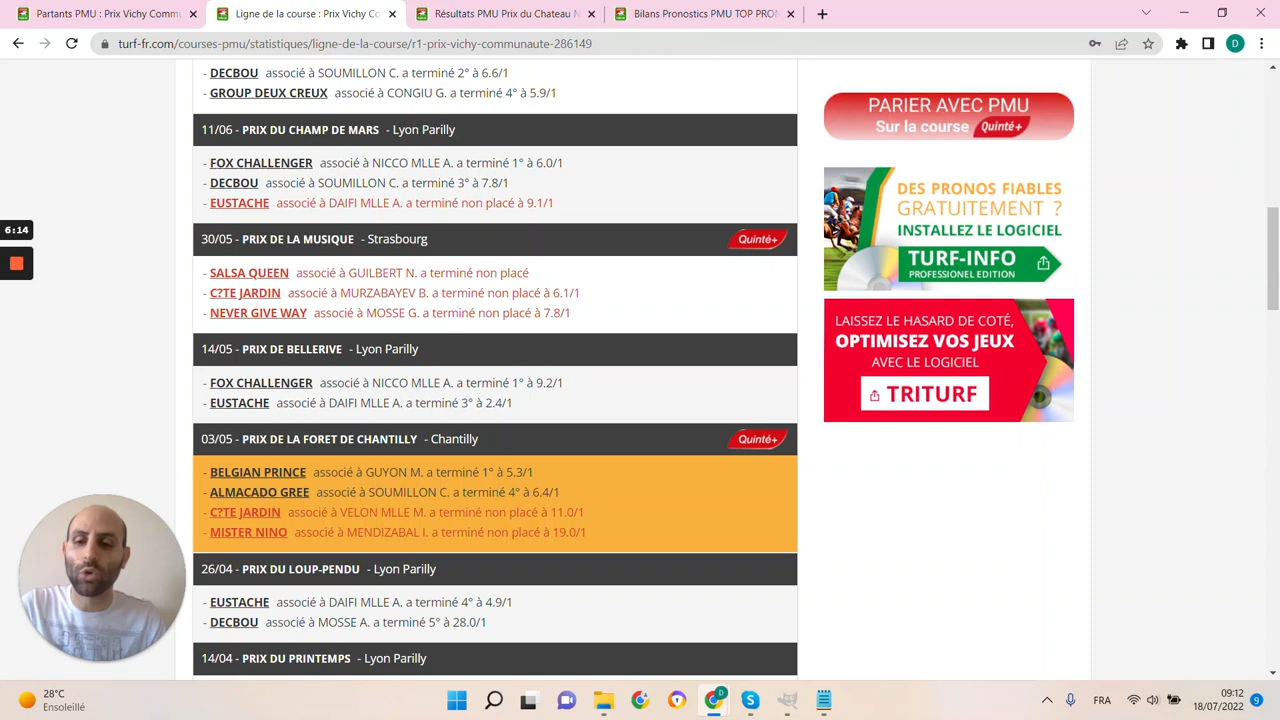 Partants PMU : Prix Vichy Commu
Ligne de la course : Prix Vichy Co
Résultats PMU Prix du Chateau N
Bilans Pronostics PMU TOP PRON
turf-fr.com/courses-pmu/statistiques/ligne-de-la-course/r1-prix-vichy-communaute-286149
D
- DECBOU associé à SOUMILLON C. a terminé 2° à 6.6/1
- GROUP DEUX CREUX associé à CONGIU G. a terminé 4° à 5.9/1
11/06 - PRIX DU CHAMP DE MARS - Lyon Parilly
- FOX CHALLENGER associé à NICCO MLLE A. a terminé 1° à 6.0/1
- DECBOU associé à SOUMILLON C. a terminé 3° à 7.8/1
- EUSTACHE associé à DAIFI MLLE A. a terminé non placé à 9.1/1
30/05 - PRIX DE LA MUSIQUE - Strasbourg
Quinté+
- SALSA QUEEN associé à GUILBERT N. a terminé non placé
- C?TE JARDIN associé à MURZABAYEV B. a terminé non placé à 6.1/1
- NEVER GIVE WAY associé à MOSSE G. a terminé non placé à 7.8/1
14/05 - PRIX DE BELLERIVE - Lyon Parilly
- FOX CHALLENGER associé à NICCO MLLE A. a terminé 1° à 9.2/1
- EUSTACHE associé à DAIFI MLLE A. a terminé 3° à 2.4/1
03/05 - PRIX DE LA FORET DE CHANTILLY - Chantilly
Quinté+
- BELGIAN PRINCE associé à GUYON M. a terminé 1° à 5.3/1
- ALMACADO GREE associé à SOUMILLON C. a terminé 4° à 6.4/1
- C?TE JARDIN associé à VELON MLLE M. a terminé non placé à 11.0/1
- MISTER NINO associé à MENDIZABAL I. a terminé non placé à 19.0/1
26/04 - PRIX DU LOUP-PENDU - Lyon Parilly
- EUSTACHE associé à DAIFI MLLE A. a terminé 4° à 4.9/1
- DECBOU associé à MOSSE A. a terminé 5° à 28.0/1
14/04 - PRIX DU PRINTEMPS - Lyon Parilly
PARIER AVEC PMU
Sur la course Quinté+
DES PRONOS FIABLES
GRATUITEMENT ?
INSTALLEZ LE LOGICIEL
TURF-INFO
PROFESSIONEL EDITION
LAISSEZ LE HASARD DE COTÉ,
OPTIMISEZ VOS JEUX
AVEC LE LOGICIEL
TRITURF
6:14
28°C
Ensoleillé
D
S
FRA
09:12
18/07/2022
9